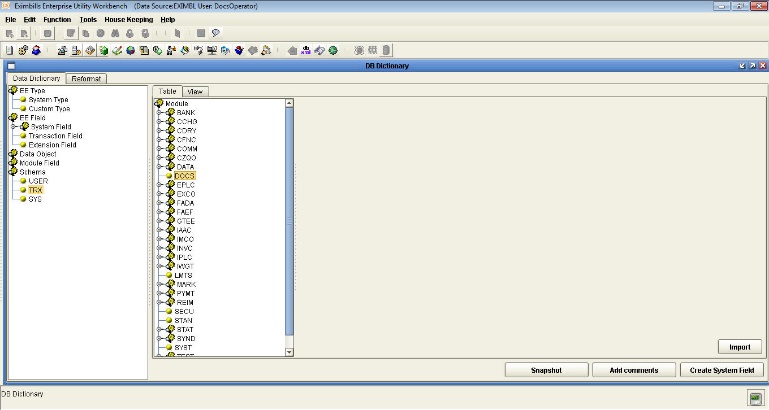 Eximbills Enterprise Utility Workbench   (Data Source:EXIMBL User: DocsOperator)
File Edit Function Tools House Keeping Help
DB Dictionary
Data Dictionary Reformat
EE Type
System Type
Custom Type
EE Field
System Field
Transaction Field
Extension Field
Data Object
Module Field
Schema
USER
TRX
SYS
Table View
Module
BANK
CCHG
CDRY
CFNC
COMM
CZOO
DATA
DOCS
EPLC
EXCO
FADA
FAEF
GTEE
IAAC
IMCO
INVC
IPLC
IWGT
LMTS
MARK
PYMT
REIM
SECU
STAN
STAT
SYND
SYST
Import
Snapshot Add comments Create System Field
DB Dictionary